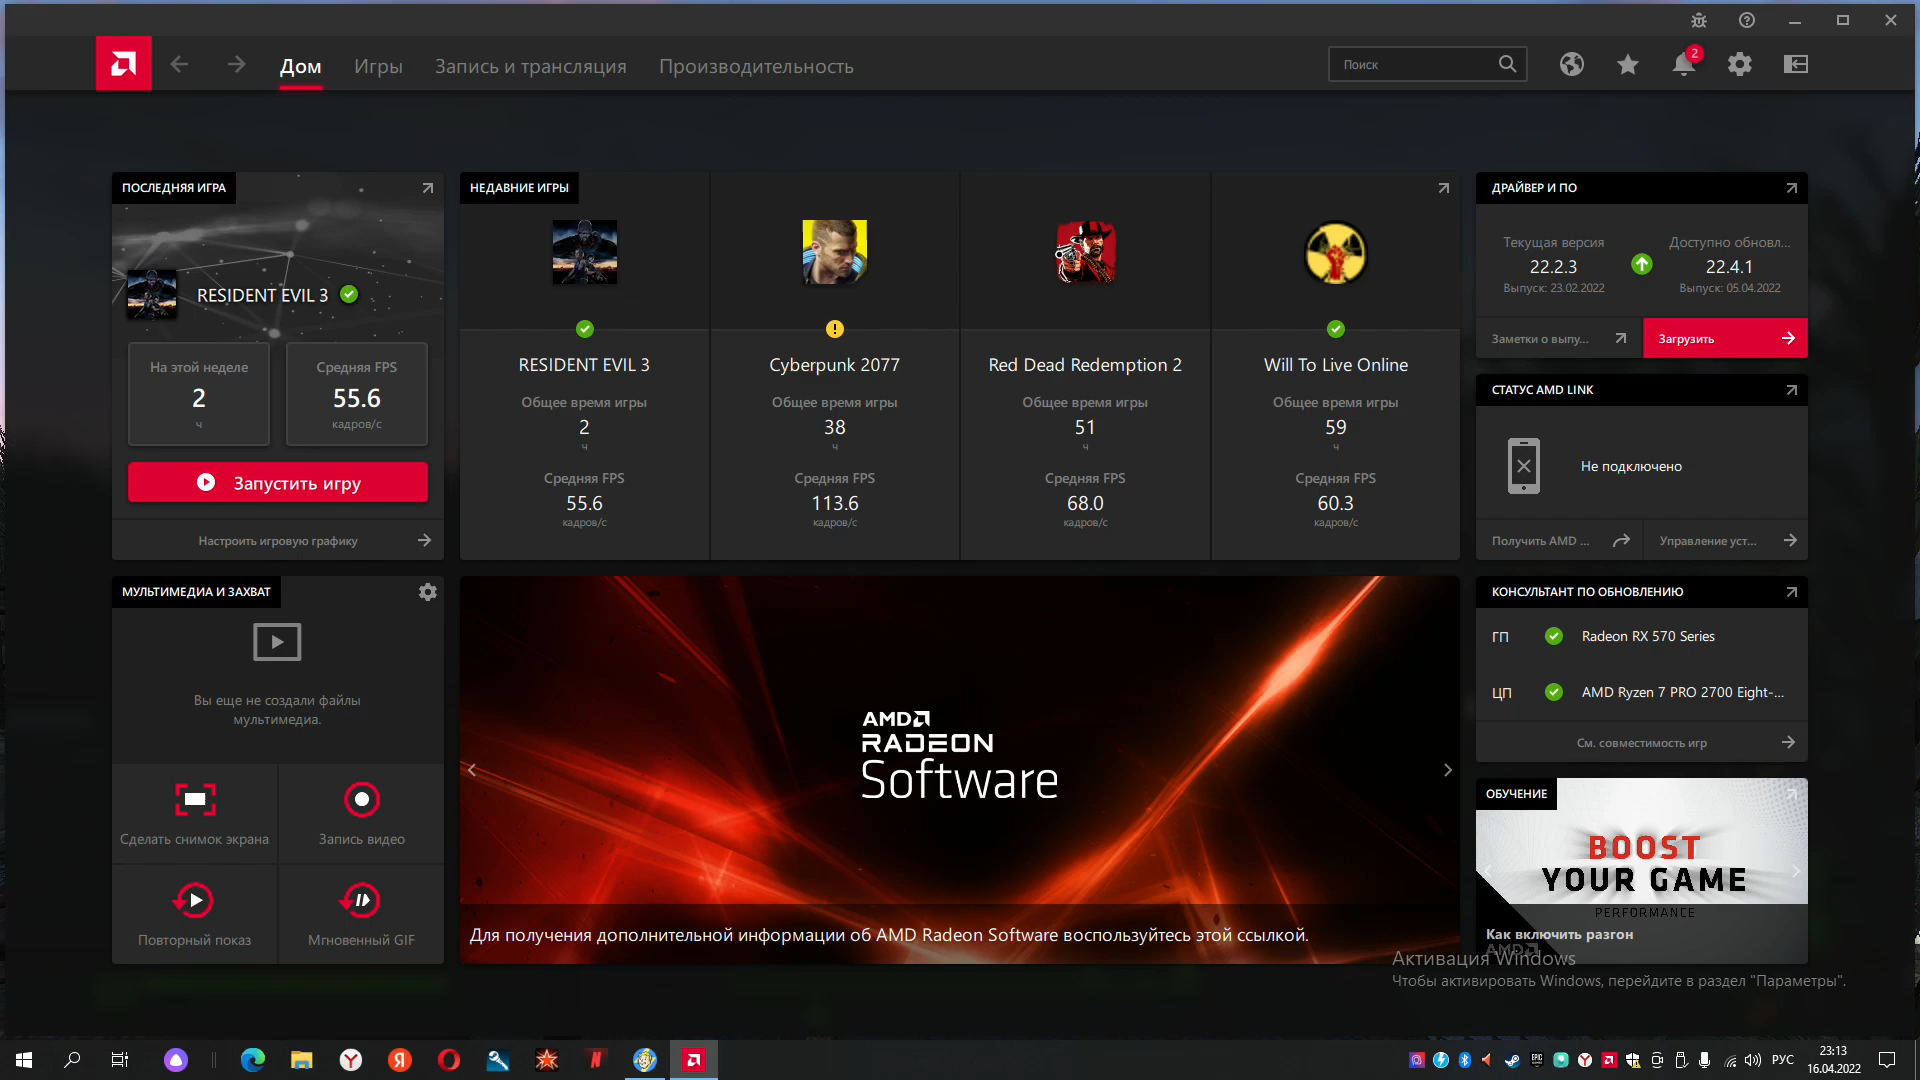 Дом
Игры
Запись и трансляция
Производительность
Поиск
2
ПОСЛЕДНЯЯ ИГРА
RESIDENT EVIL 3
На этой неделе
2
ч
Средняя FPS
55.6
кадров/с
Запустить игру
Настроить игровую графику
НЕДАВНИЕ ИГРЫ
RESIDENT EVIL 3
Общее время игры
2
ч
Средняя FPS
55.6
кадров/с
Cyberpunk 2077
Общее время игры
38
ч
Средняя FPS
113.6
кадров/с
Red Dead Redemption 2
Общее время игры
51
ч
Средняя FPS
68.0
кадров/с
Will To Live Online
Общее время игры
59
ч
Средняя FPS
60.3
кадров/с
ДРАЙВЕР И ПО
Текущая версия
22.2.3
Выпуск: 23.02.2022
Доступно обновл...
22.4.1
Выпуск: 05.04.2022
Заметки о выпу...
Загрузить
СТАТУС AMD LINK
Не подключено
Получить AMD ...
Управление уст...
МУЛЬТИМЕДИА И ЗАХВАТ
Вы еще не создали файлы
мультимедиа.
Сделать снимок экрана
Запись видео
Повторный показ
Мгновенный GIF
AMD
RADEON
Software
Для получения дополнительной информации об AMD Radeon Software воспользуйтесь этой ссылкой.
КОНСУЛЬТАНТ ПО ОБНОВЛЕНИЮ
ГП
Radeon RX 570 Series
ЦП
AMD Ryzen 7 PRO 2700 Eight-...
См. совместимость игр
ОБУЧЕНИЕ
BOOST
YOUR GAME
PERFORMANCE
Как включить разгон
AMD
Активация Windows
Чтобы активировать Windows, перейдите в раздел "Параметры".
РУС
23:13
16.04.2022